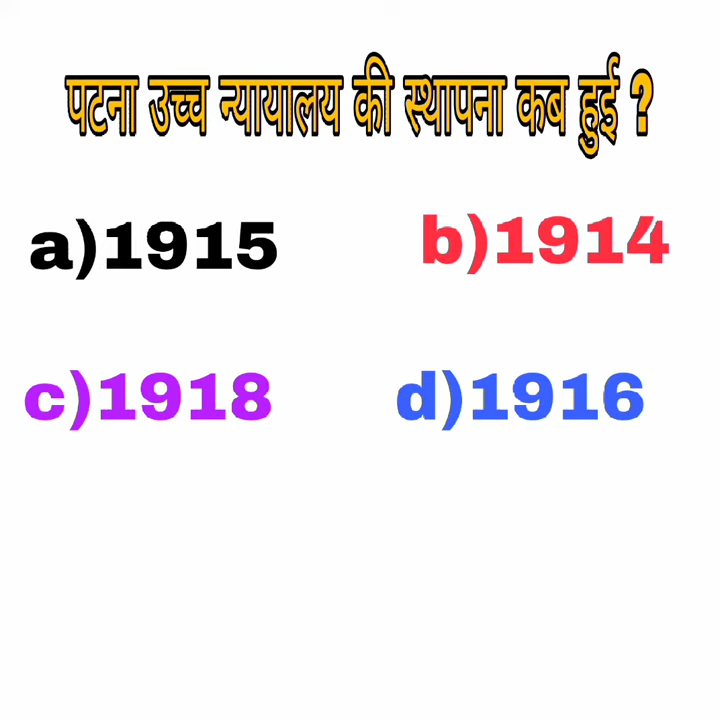 पटना उच्च न्यायालय की स्थापना कब हुई ?
a)1915 b)1914
c)1918 d)1916